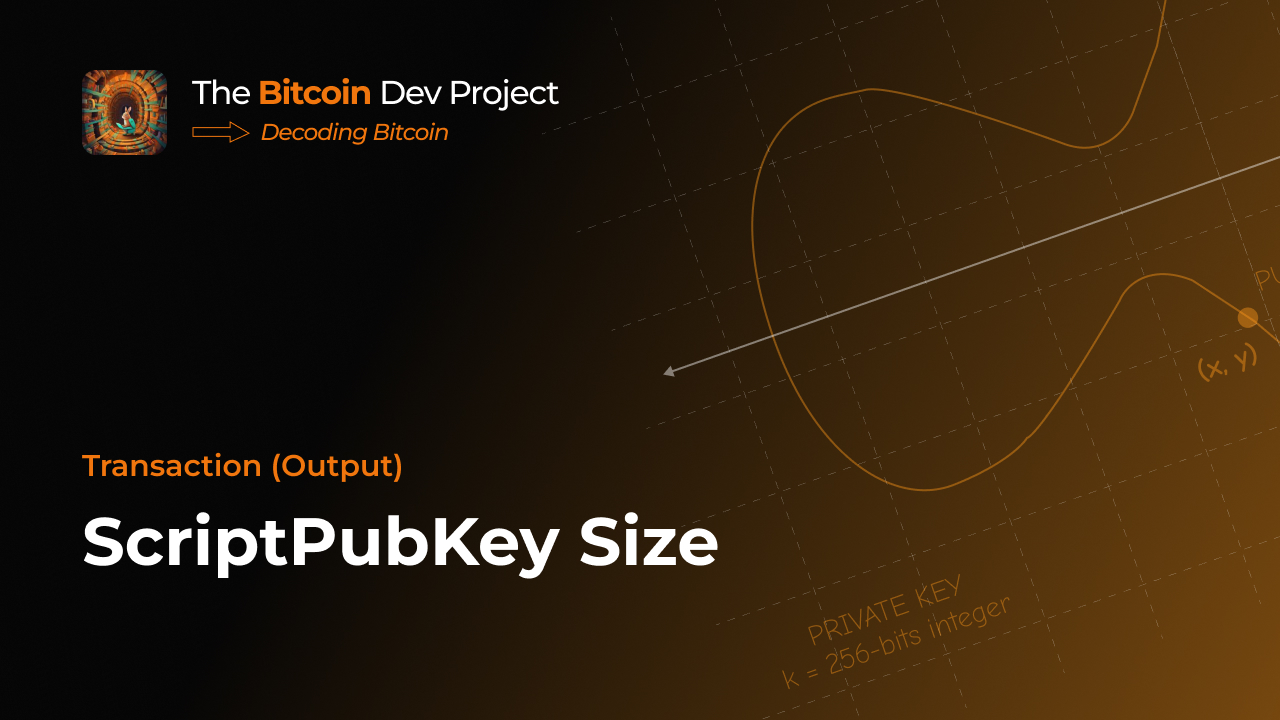 The Bitcoin Dev Project
Decoding Bitcoin
(x, y)
Transaction (Output)
ScriptPubKey Size
PRIVATE KEY
k = 256-bits integer